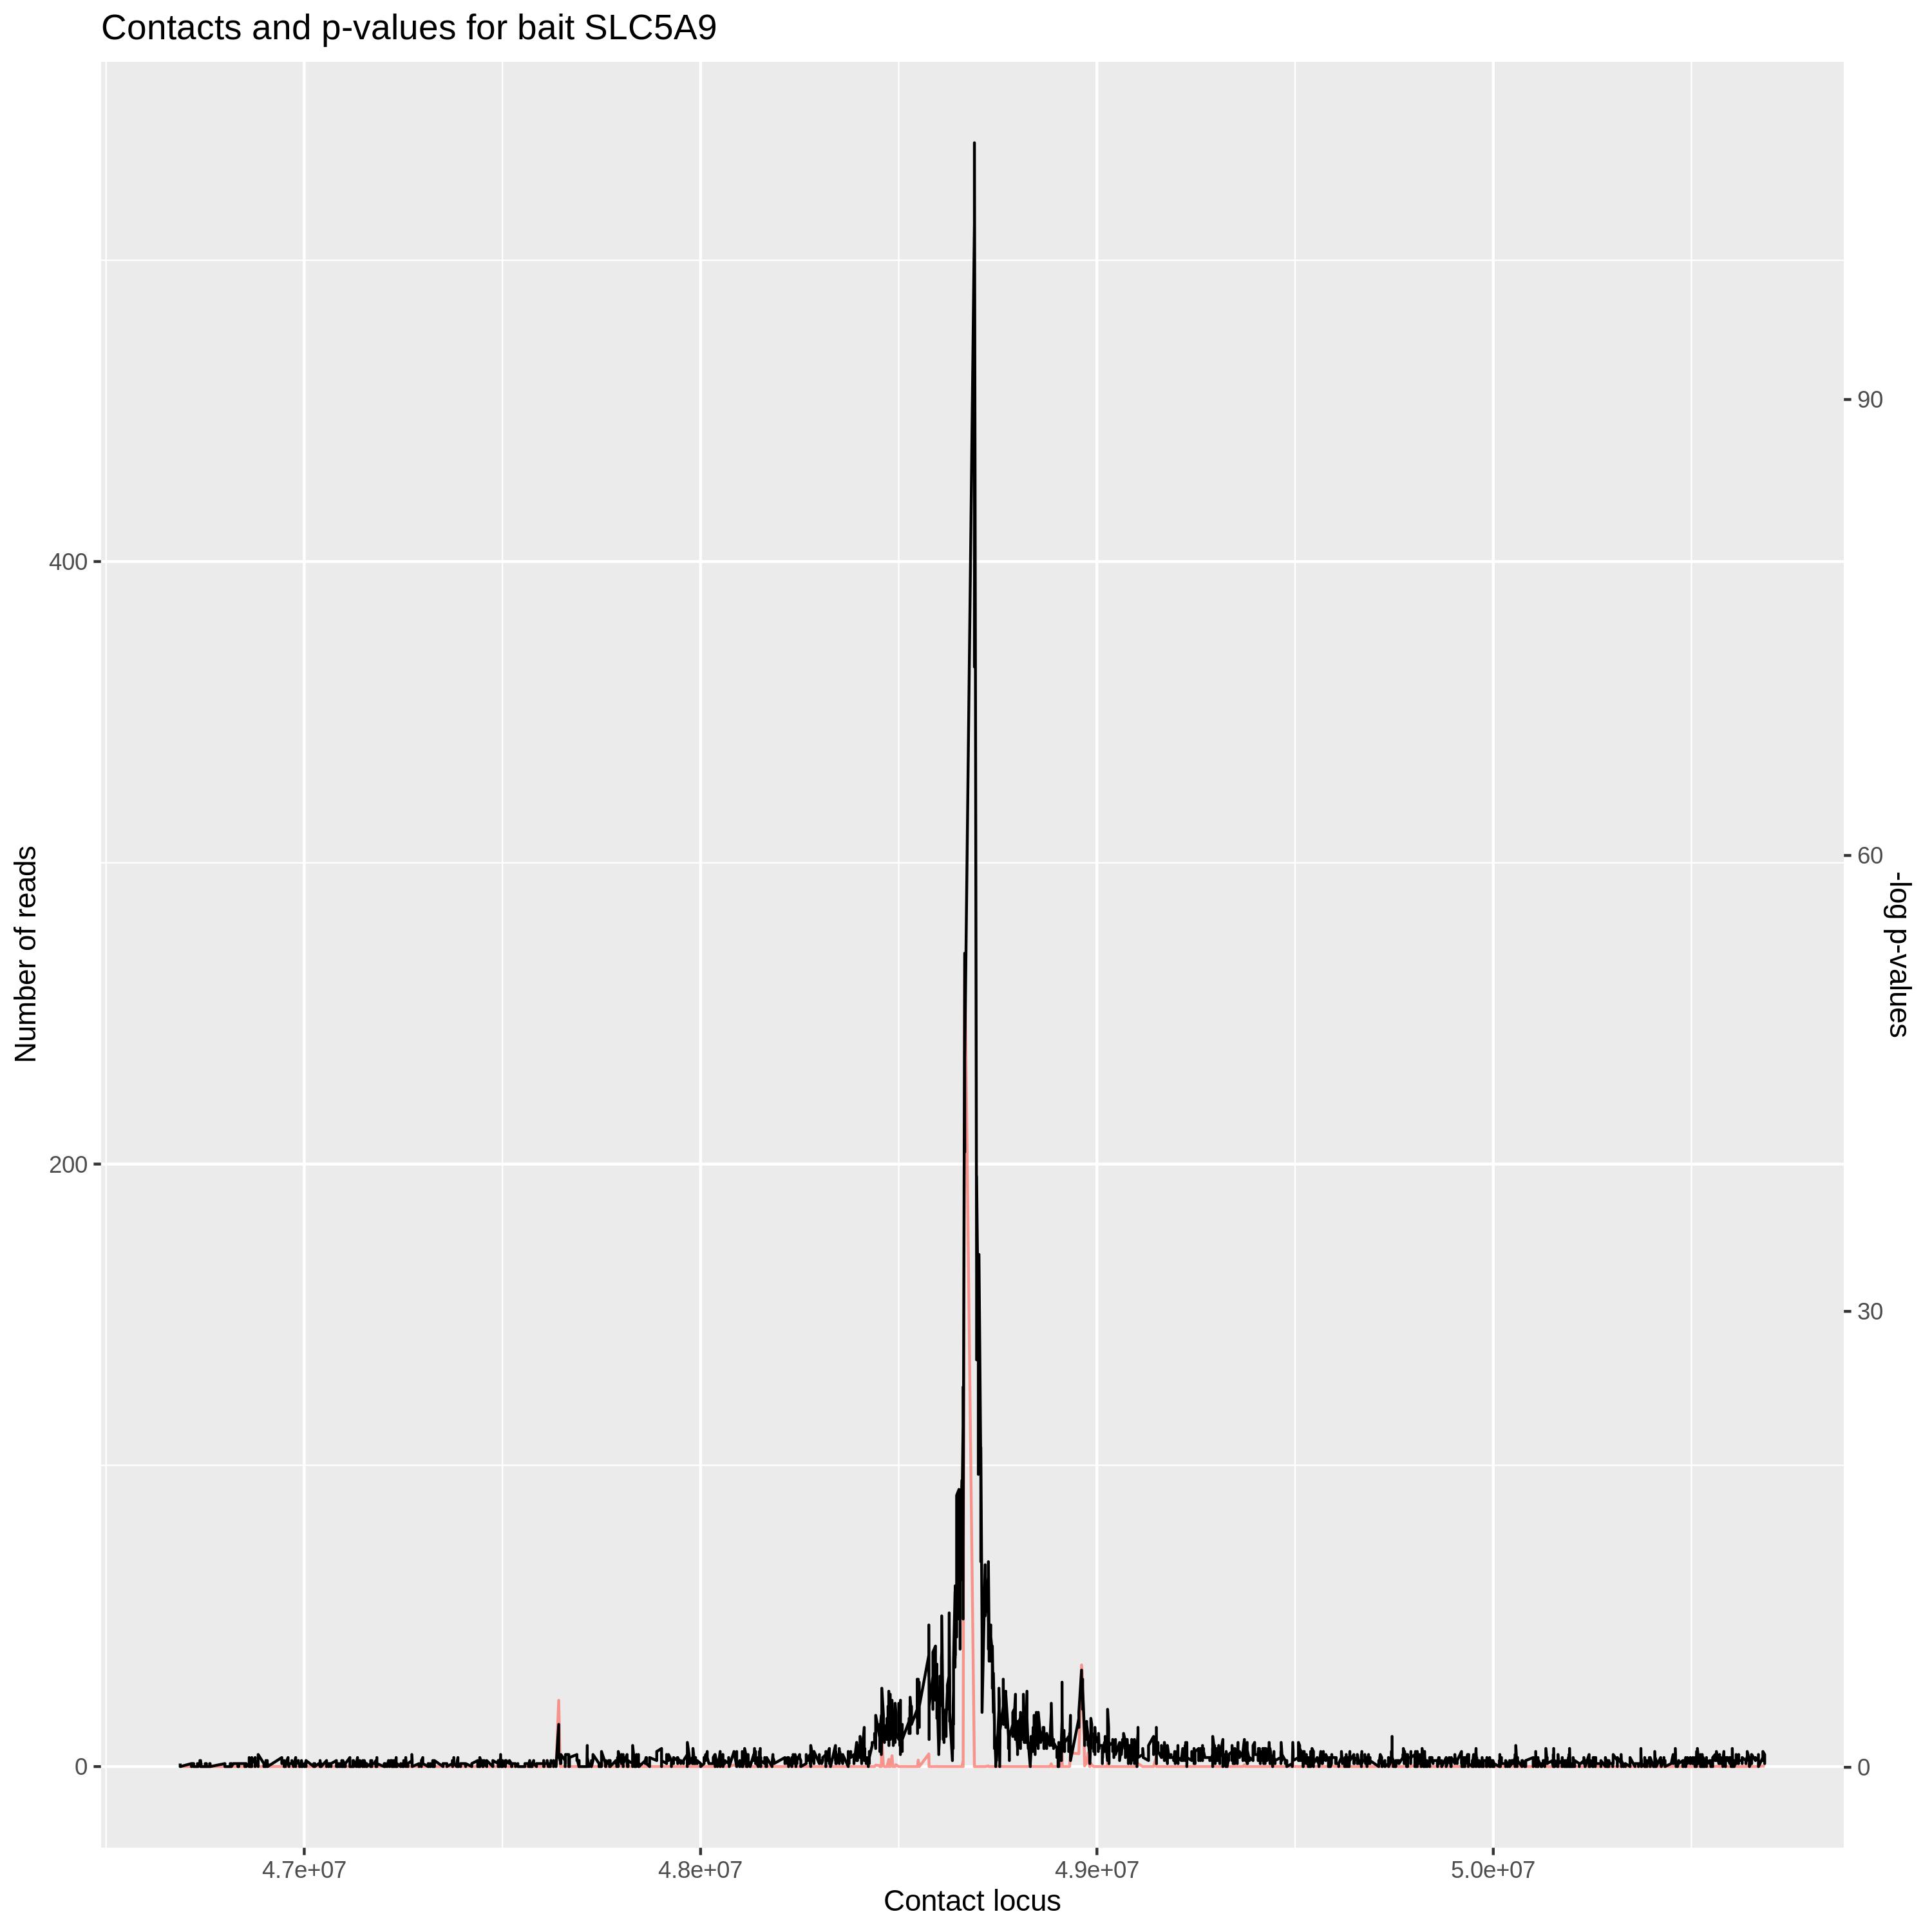 Contacts and p-values for bait SLC5A9
Number of reads
400
200
0
90
60
30
0
-log p-values
4.7e+07
4.8e+07
4.9e+07
5.0e+07
Contact locus